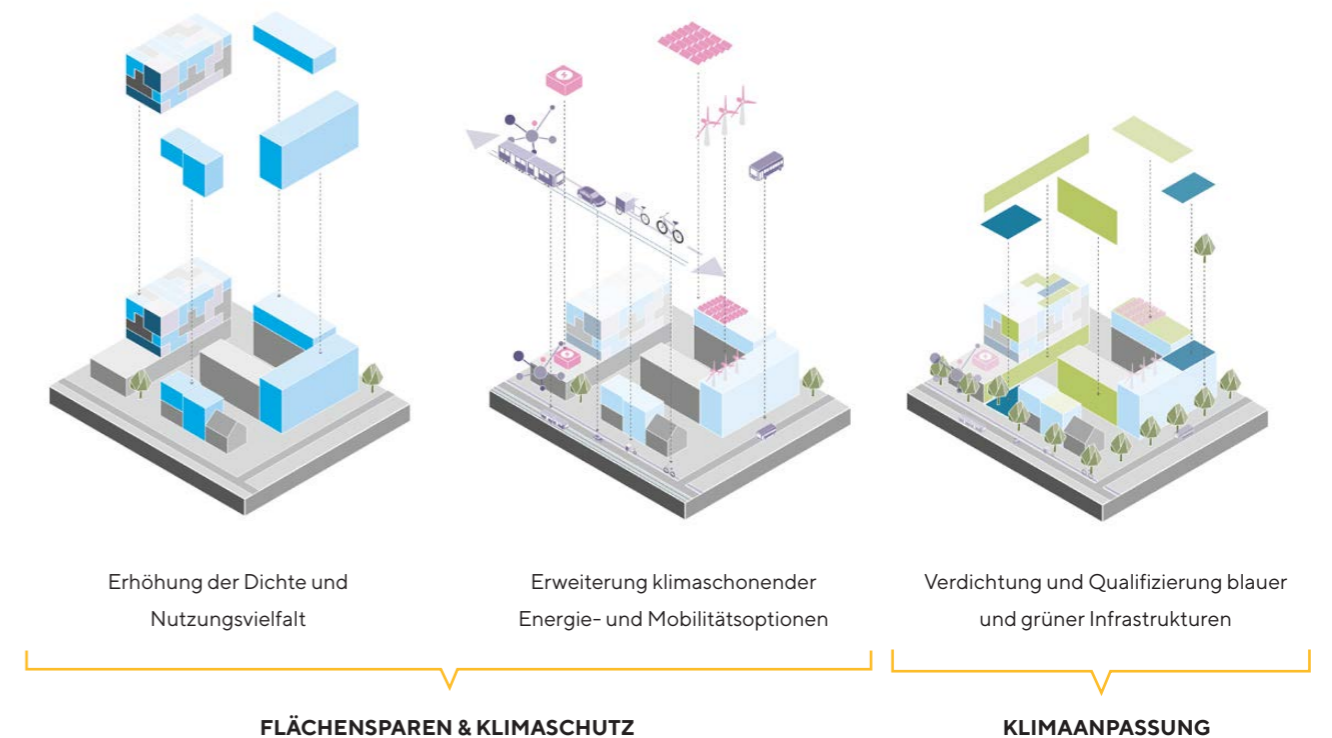 Erhöhung der Dichte und
Nutzungsvielfalt
Erweiterung klimaschonender
Energie- und Mobilitätsoptionen
Verdichtung und Qualifizierung blauer
und grüner Infrastrukturen
FLÄCHENSPAREN & KLIMASCHUTZ
KLIMAANPASSUNG